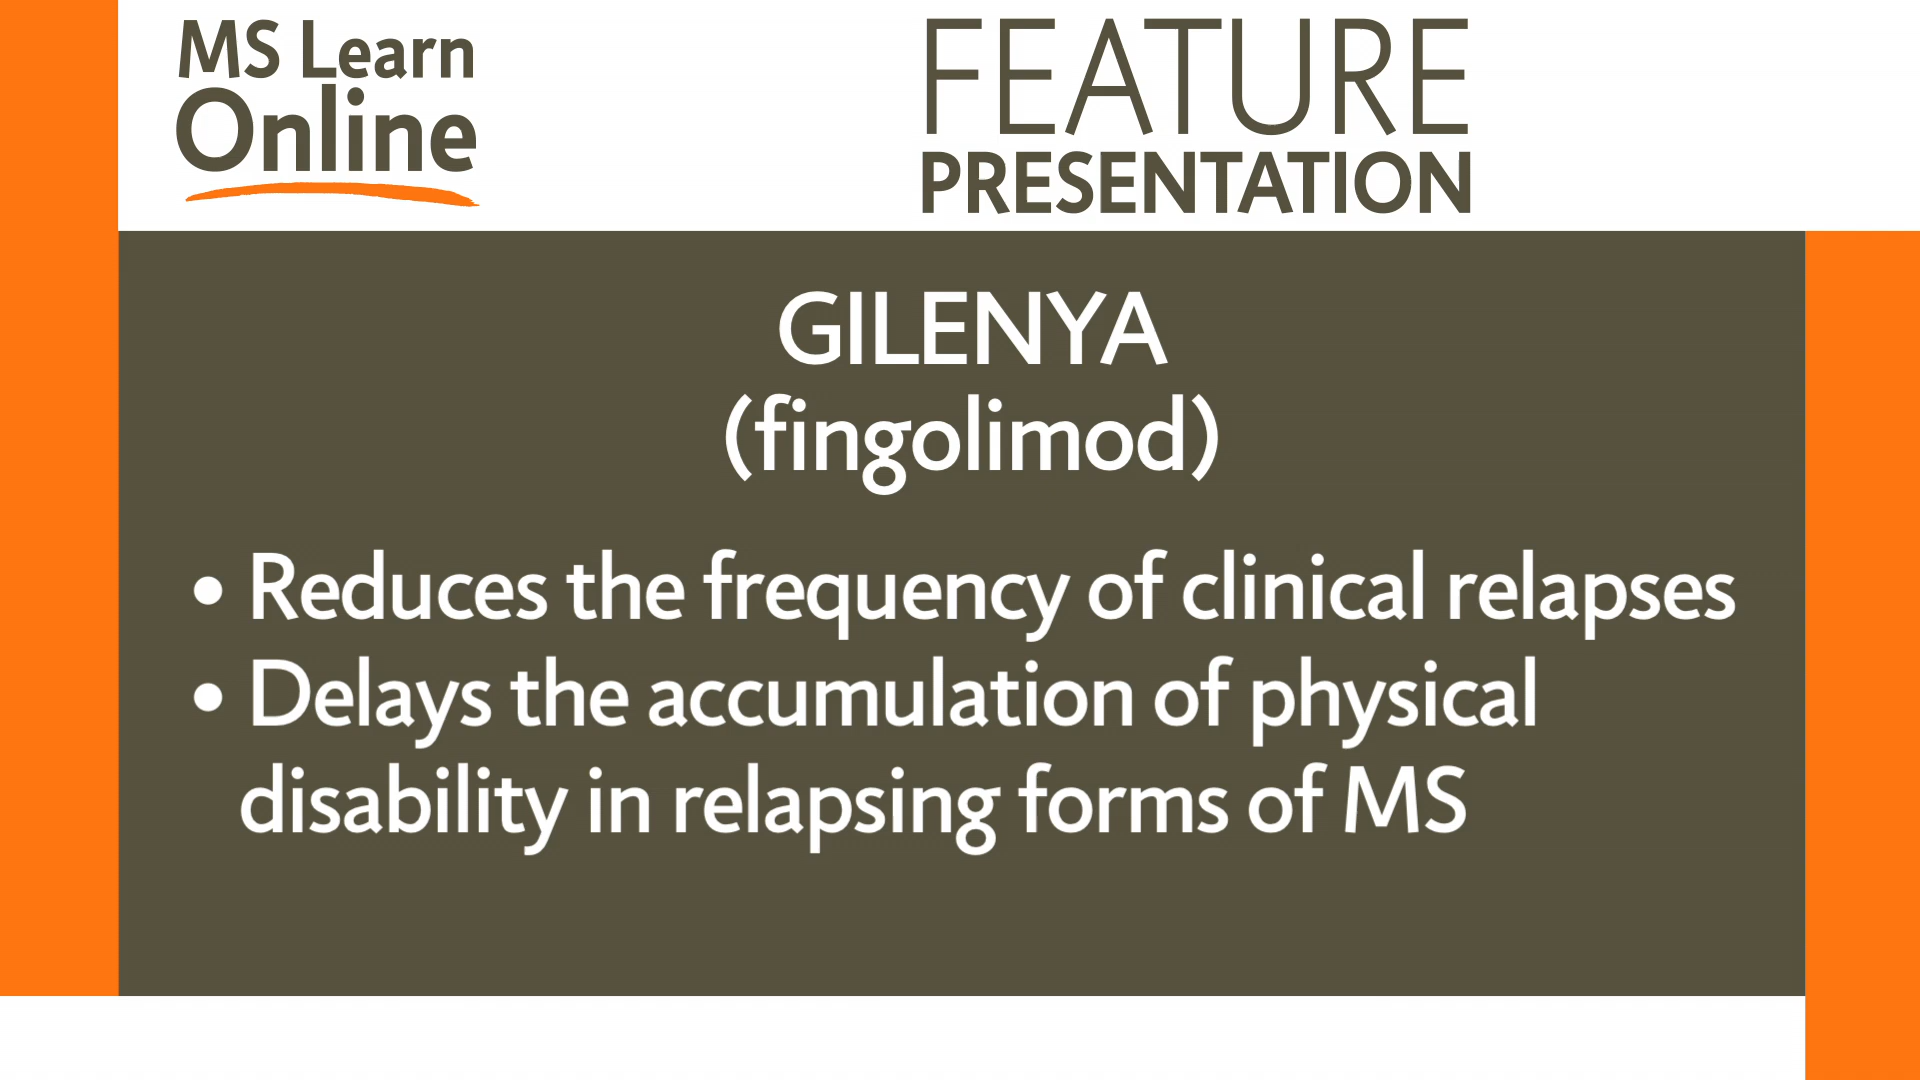 MS Learn
Online
FEATURE
PRESENTATION
GILENYA
(fingolimod)
• Reduces the frequency of clinical relapses
• Delays the accumulation of physical
disability in relapsing forms of MS